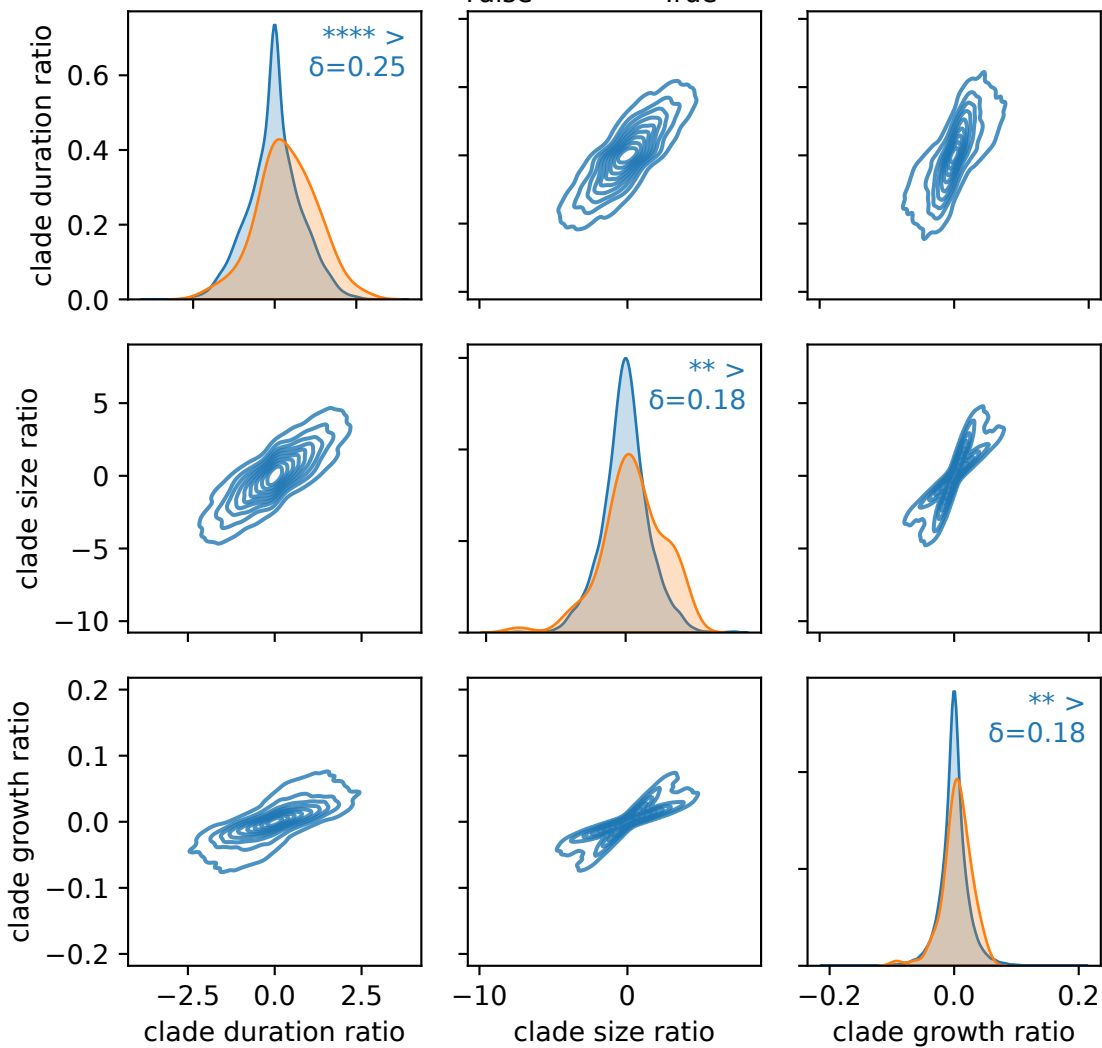 clade duration ratio
0.6
0.4
0.2
0.0
**** >
δ=0.25
clade size ratio
5
0
−5
−10
** >
δ=0.18
clade growth ratio
0.2
0.1
0.0
−0.1
−0.2
** >
δ=0.18
−2.5 0.0 2.5
−10 0
−0.2 0.0 0.2
clade duration ratio
clade size ratio
clade growth ratio